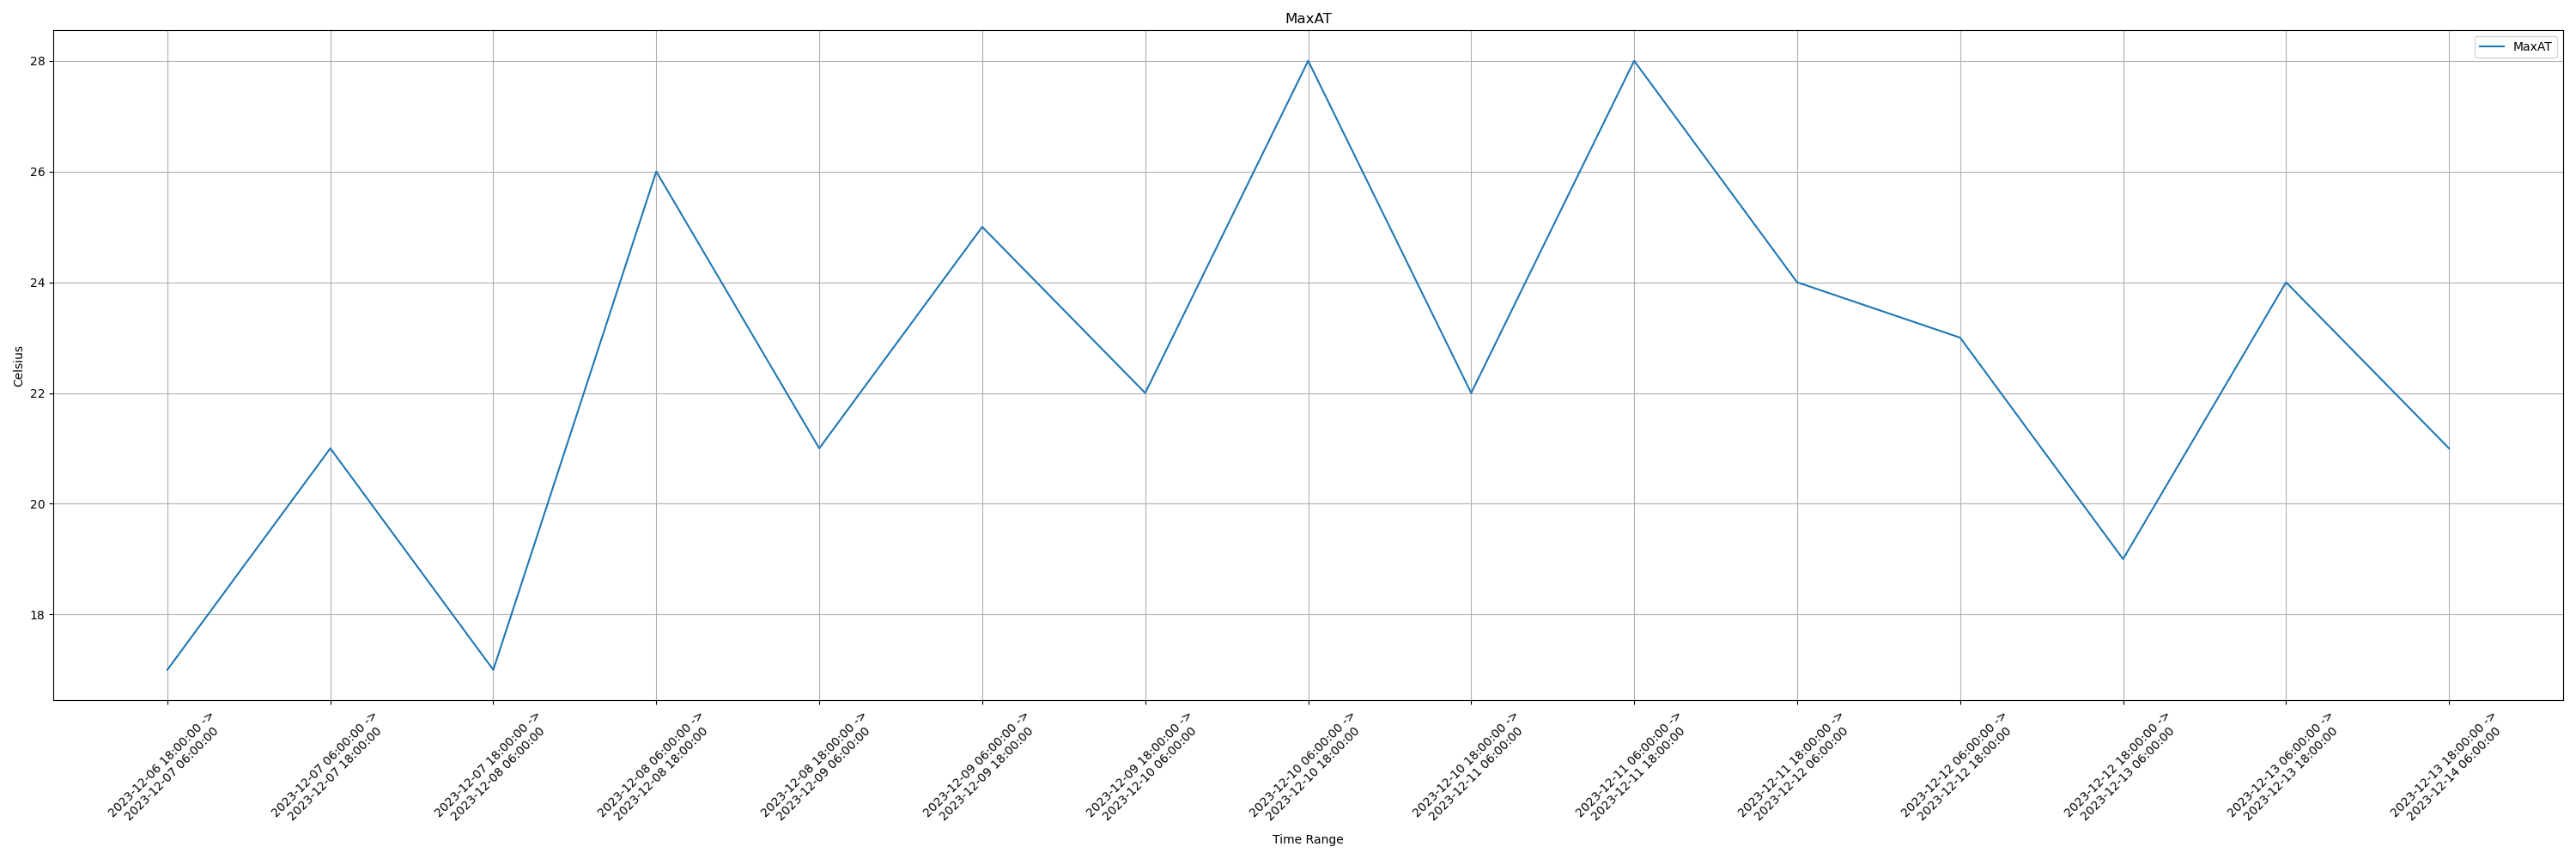 MaxAT
MaxAT
28
26
24
22
20
18
Celsius
2023-12-06 18:00:00 ->
2023-12-07 06:00:00
2023-12-07 06:00:00 ->
2023-12-07 18:00:00
2023-12-07 18:00:00 ->
2023-12-08 06:00:00
2023-12-08 06:00:00 ->
2023-12-08 18:00:00
2023-12-08 18:00:00 ->
2023-12-09 06:00:00
2023-12-09 06:00:00 ->
2023-12-09 18:00:00
2023-12-09 18:00:00 ->
2023-12-10 06:00:00
2023-12-10 06:00:00 ->
2023-12-10 18:00:00
2023-12-10 18:00:00 ->
2023-12-11 06:00:00
2023-12-11 06:00:00 ->
2023-12-11 18:00:00
2023-12-11 18:00:00 ->
2023-12-12 06:00:00
2023-12-12 06:00:00 ->
2023-12-12 18:00:00
2023-12-12 18:00:00 ->
2023-12-13 06:00:00
2023-12-13 06:00:00 ->
2023-12-13 18:00:00
2023-12-13 18:00:00 ->
2023-12-14 06:00:00
Time Range